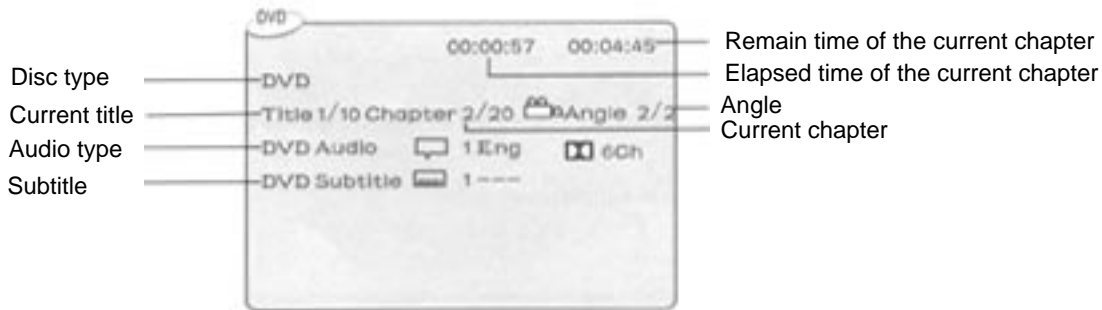 DVD
00:00:57 00:04:45 Remain time of the current chapter
Elapsed time of the current chapter
Disc type DVD
Current title Title 1/10 Chapter 2/20 Angle 2/2 Angle
Current chapter
Audio type DVD Audio 1 Eng 6Ch
Subtitle DVD Subtitle 1 ---